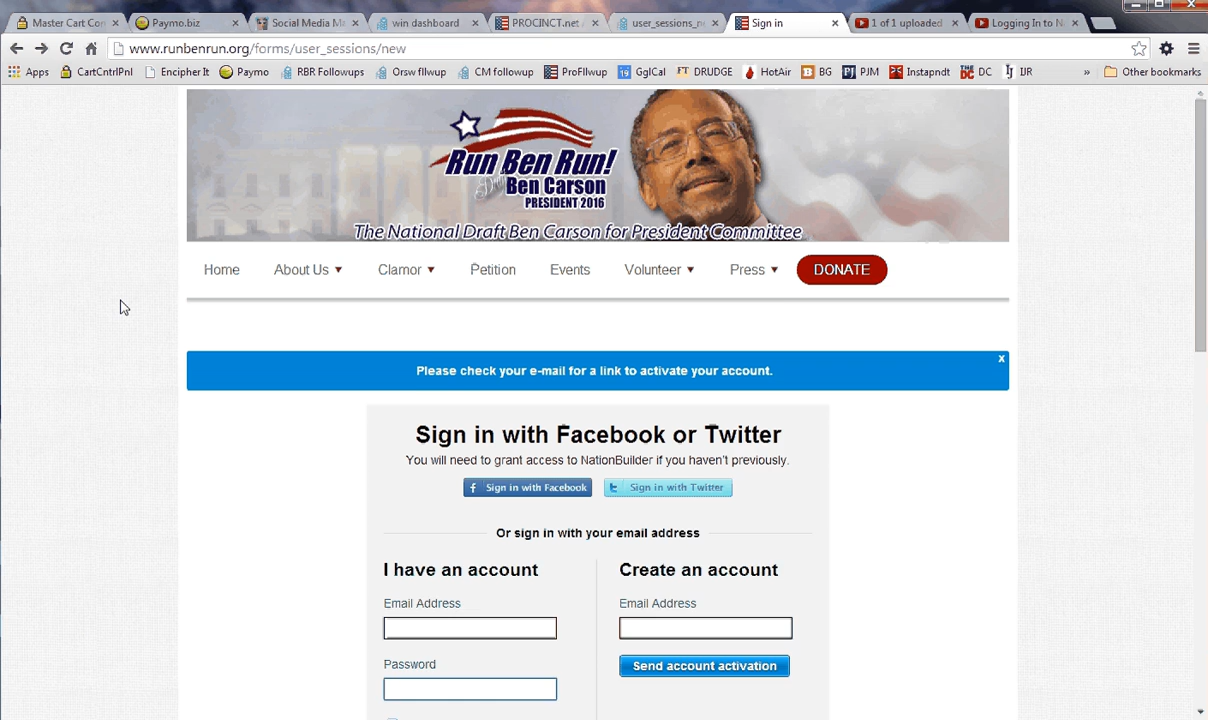 Master Cart Con
Paymo.biz
Social Media Ma
win dashboard
PROCINCT.net
user_sessions_ne
Sign in
1 of 1 uploaded
Logging In to N
www.runbenrun.org/forms/user_sessions/new
Apps CartCntrlPnl Encipher It Paymo RBR Followups Orsw fllwup CM followup ProFllwup GglCal DRUDGE HotAir BG PJM Instapndt DC IJR » Other bookmarks
Run Ben Run!
Draft Ben Carson
PRESIDENT 2016
The National Draft Ben Carson for President Committee
Home About Us Clamor Petition Events Volunteer Press DONATE
x
Please check your e-mail for a link to activate your account.
Sign in with Facebook or Twitter
You will need to grant access to NationBuilder if you haven't previously.
Sign in with Facebook Sign in with Twitter
Or sign in with your email address
I have an account
Email Address
Password
Create an account
Email Address
Send account activation